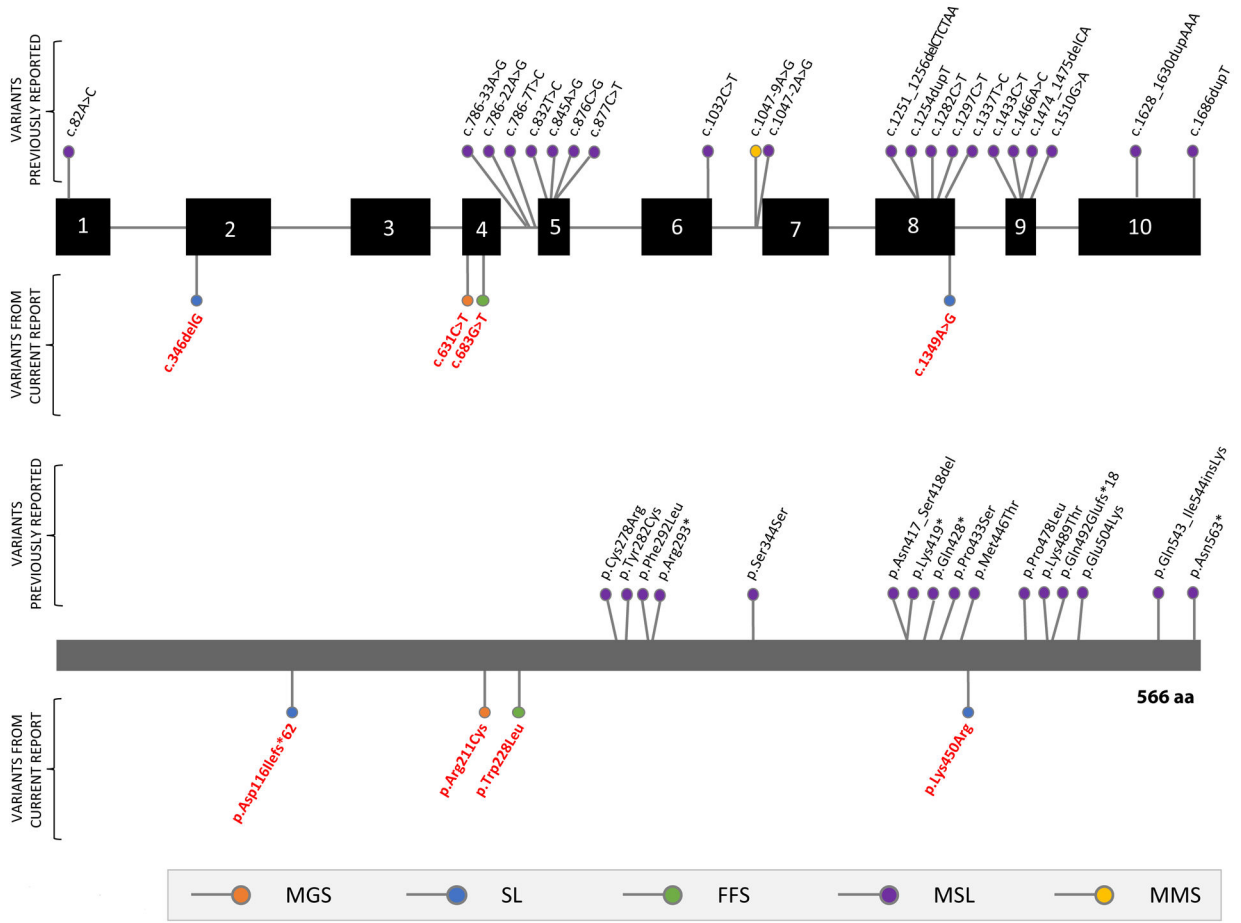 VARIANTS
PREVIOUSLY REPORTED
c.82A>C
c.786-33A>G
c.786-22A>G
c.786-7T>C
c.832T>C
c.845A>G
c.876C>G
c.877C>T
c.1032C>T
c.1047-9A>G
c.1047-2A>G
c.1251_1256delCTCTAA
c.1254dupT
c.1282C>T
c.1297C>T
c.1337T>C
c.1433C>T
c.1466A>C
c.1474_1475delCA
c.1510G>A
c.1628_1630dupAAA
c.1686dupT
1 2 3 4 5 6 7 8 9 10
VARIANTS FROM
CURRENT REPORT
c.346delG
c.631C>T
c.683G>T
c.1349A>G
VARIANTS
PREVIOUSLY REPORTED
p.Cys278Arg
p.Tyr282Cys
p.Phe292Leu
p.Arg293*
p.Ser344Ser
p.Asn417_Ser418del
p.Lys419*
p.Gln428*
p.Pro433Ser
p.Met446Thr
p.Pro478Leu
p.Lys489Thr
p.Gln492Glufs*18
p.Glu504Lys
p.Gln543_Ile544insLys
p.Asn563*
566 aa
VARIANTS FROM
CURRENT REPORT
p.Asp116Ilefs*62
p.Arg211Cys
p.Trp228Leu
p.Lys450Arg
MGS SL FFS MSL MMS